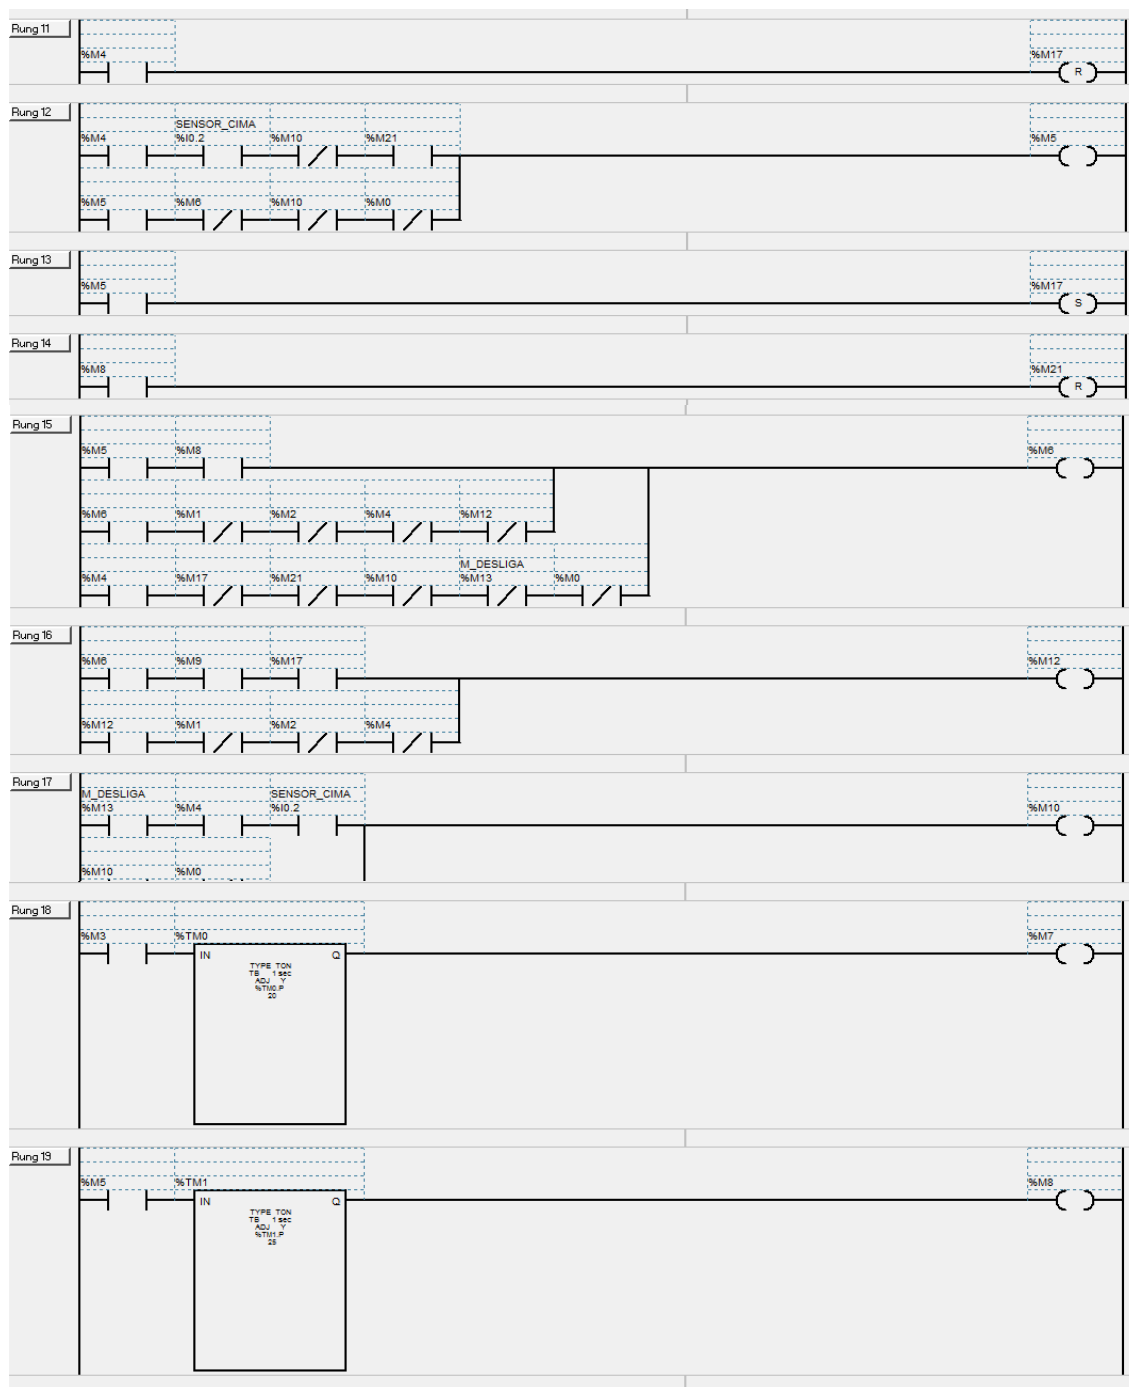 Rung 11
%M4 %M17
R
Rung 12
SENSOR_CIMA
%M4 %I0.2 %M10 %M21 %M5
%M5 %M6 %M10 %M0
Rung 13
%M5 %M17
S
Rung 14
%M8 %M21
R
Rung 15
%M5 %M8 %M6
%M6 %M1 %M2 %M4 %M12
M_DESLIGA
%M4 %M17 %M21 %M10 %M13 %M0
Rung 16
%M6 %M9 %M17 %M12
%M12 %M1 %M2 %M4
Rung 17
M_DESLIGA SENSOR_CIMA
%M13 %M4 %I0.2 %M10
%M10 %M0
Rung 18
%M3 %TM0 %M7
IN Q
TYPE TON
TB 1 sec
ADJ Y
%TM0.P
20
Rung 19
%M5 %TM1 %M8
IN Q
TYPE TON
TB 1 sec
ADJ Y
%TM1.P
25